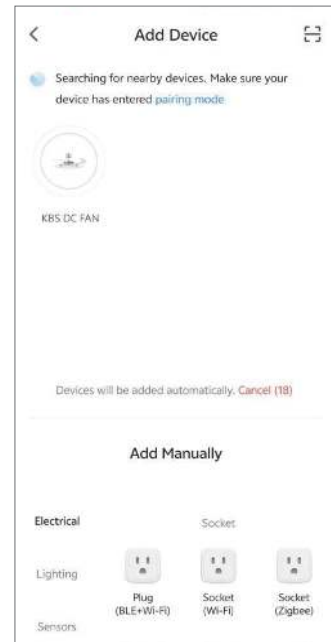 Add Device
Searching for nearby devices. Make sure your
device has entered pairing mode
KBS DC FAN
Devices will be added automatically. Cancel (18)
Add Manually
Electrical
Socket
Lighting
Plug
(BLE+Wi-Fi)
Socket
(Wi-Fi)
Socket
(Zigbee)
Sensors